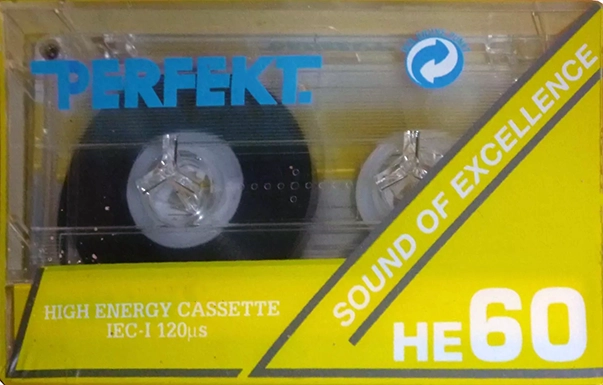 PERFEKT.
SOUND OF EXCELLENCE
HIGH ENERGY CASSETTE
IEC-I 120µs
HE60